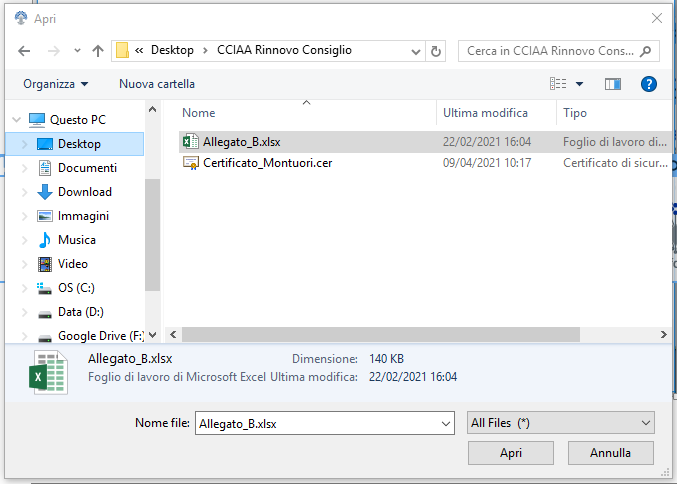 Apri
« Desktop > CCIAA Rinnovo Consiglio
Cerca in CCIAA Rinnovo Cons...
Organizza
Nuova cartella
Nome
Ultima modifica
Tipo
Questo PC
Desktop
Documenti
Download
Immagini
Musica
Video
OS (C:)
Data (D:)
Google Drive (F:
Allegato_B.xlsx 22/02/2021 16:04 Foglio di lavoro di...
Certificato_Montuori.cer 09/04/2021 10:17 Certificato di sicur...
Allegato_B.xlsx Dimensione: 140 KB
Foglio di lavoro di Microsoft Excel Ultima modifica: 22/02/2021 16:04
Nome file: Allegato_B.xlsx
All Files (*)
Apri
Annulla